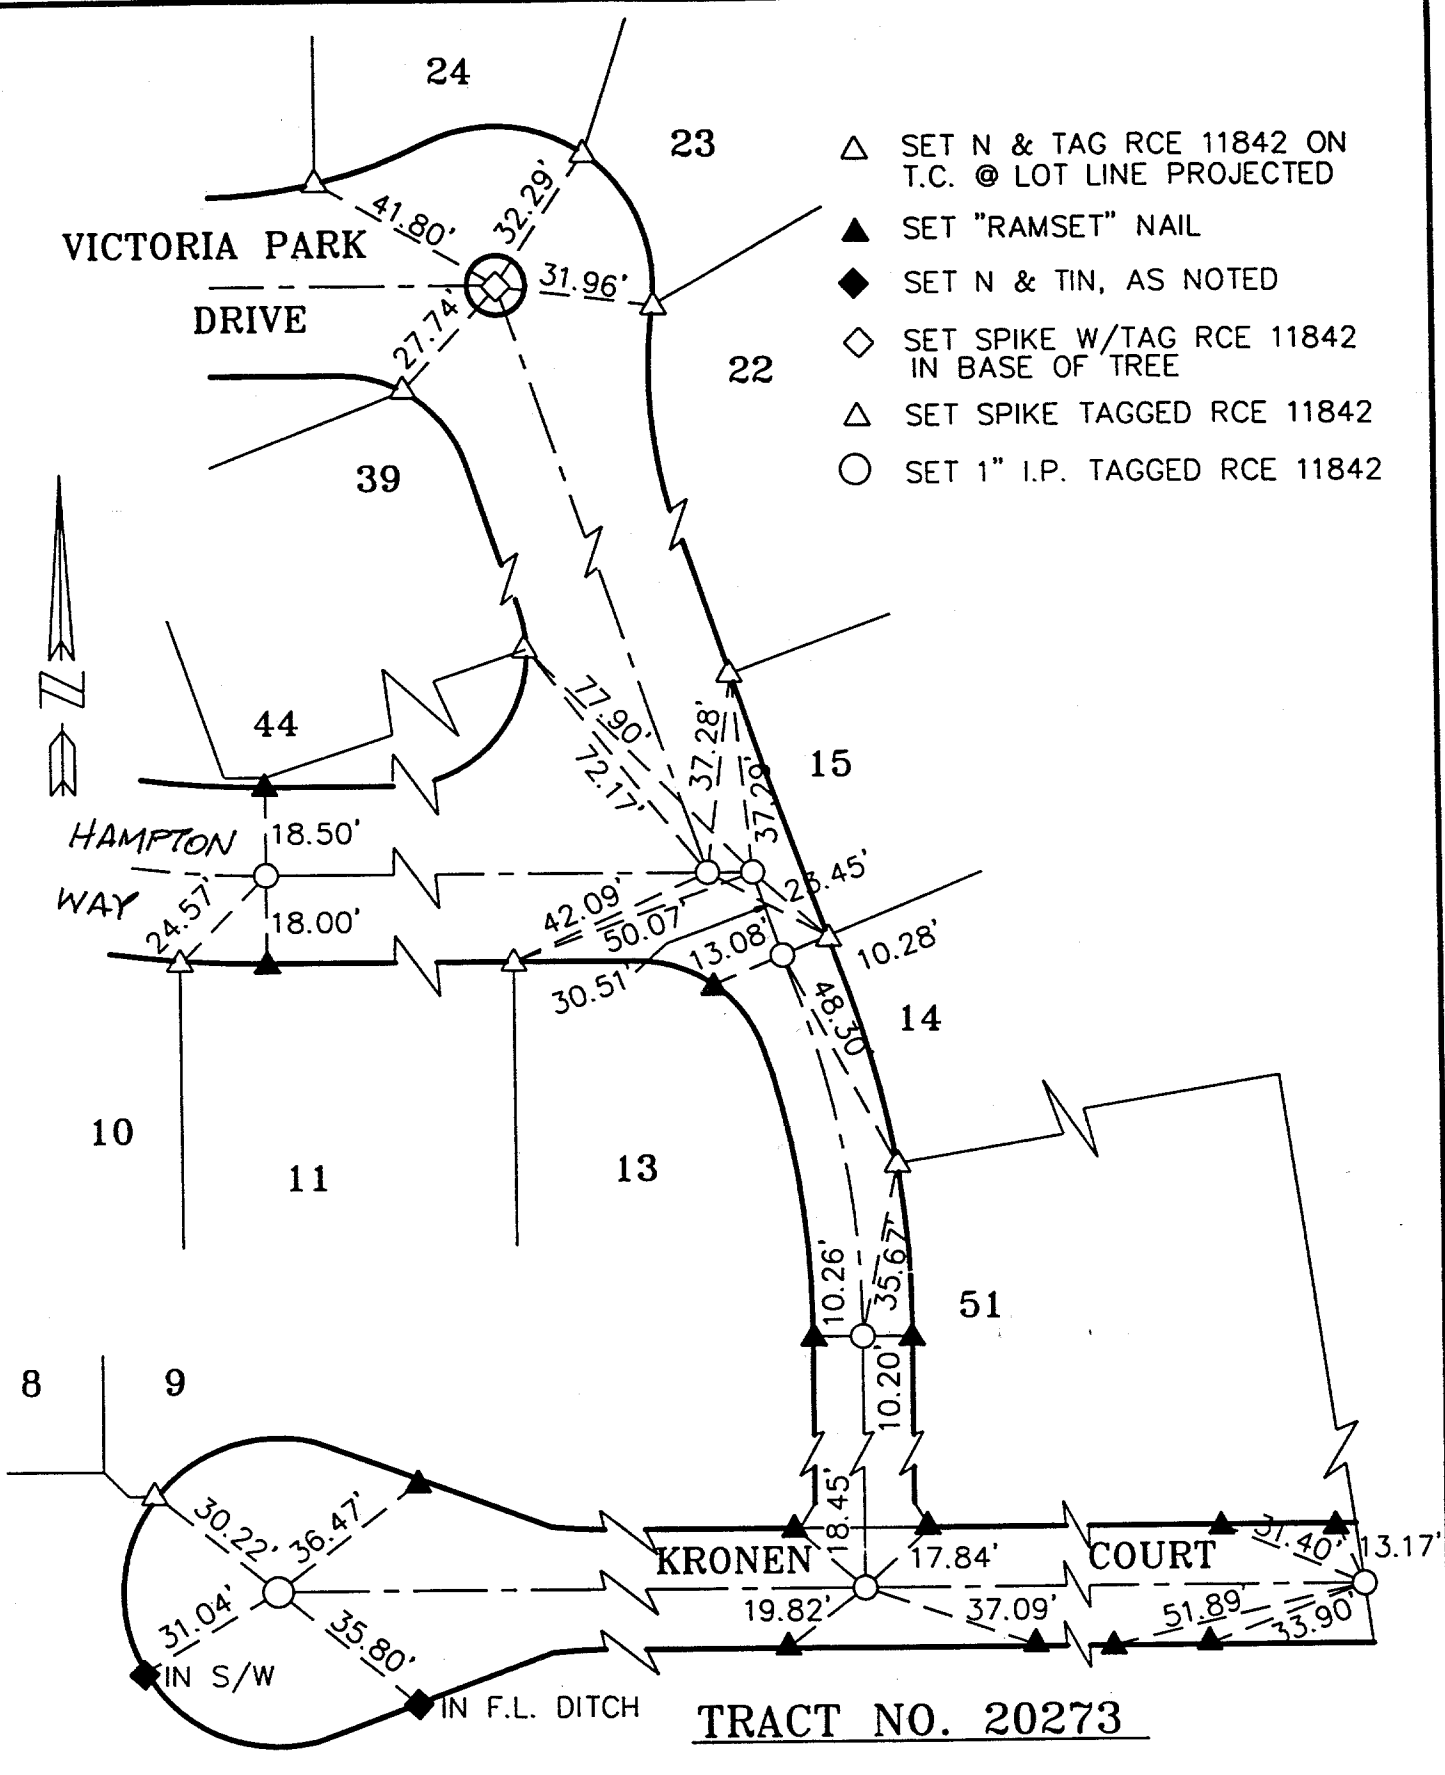 24
23
△ SET N & TAG RCE 11842 ON
T.C. @ LOT LINE PROJECTED
▲ SET "RAMSET" NAIL
◆ SET N & TIN, AS NOTED
◇ SET SPIKE W/TAG RCE 11842
IN BASE OF TREE
△ SET SPIKE TAGGED RCE 11842
○ SET 1" I.P. TAGGED RCE 11842
41.80'
32.29'
VICTORIA PARK
DRIVE
31.96'
27.74'
22
39
N
44
77.90'
72.17'
37.28'
37.29'
15
HAMPTON
WAY
18.50'
24.57'
18.00'
42.09'
50.07'
23.45'
13.08'
30.51'
10.28'
48.30'
14
10
11
13
10.26'
35.67'
51
10.20'
8
9
30.22'
36.47'
31.04'
35.80'
IN S/W
IN F.L. DITCH
18.45'
KRONEN
17.84'
COURT
31.40'
13.17'
19.82'
37.09'
51.89'
33.90'
TRACT NO. 20273